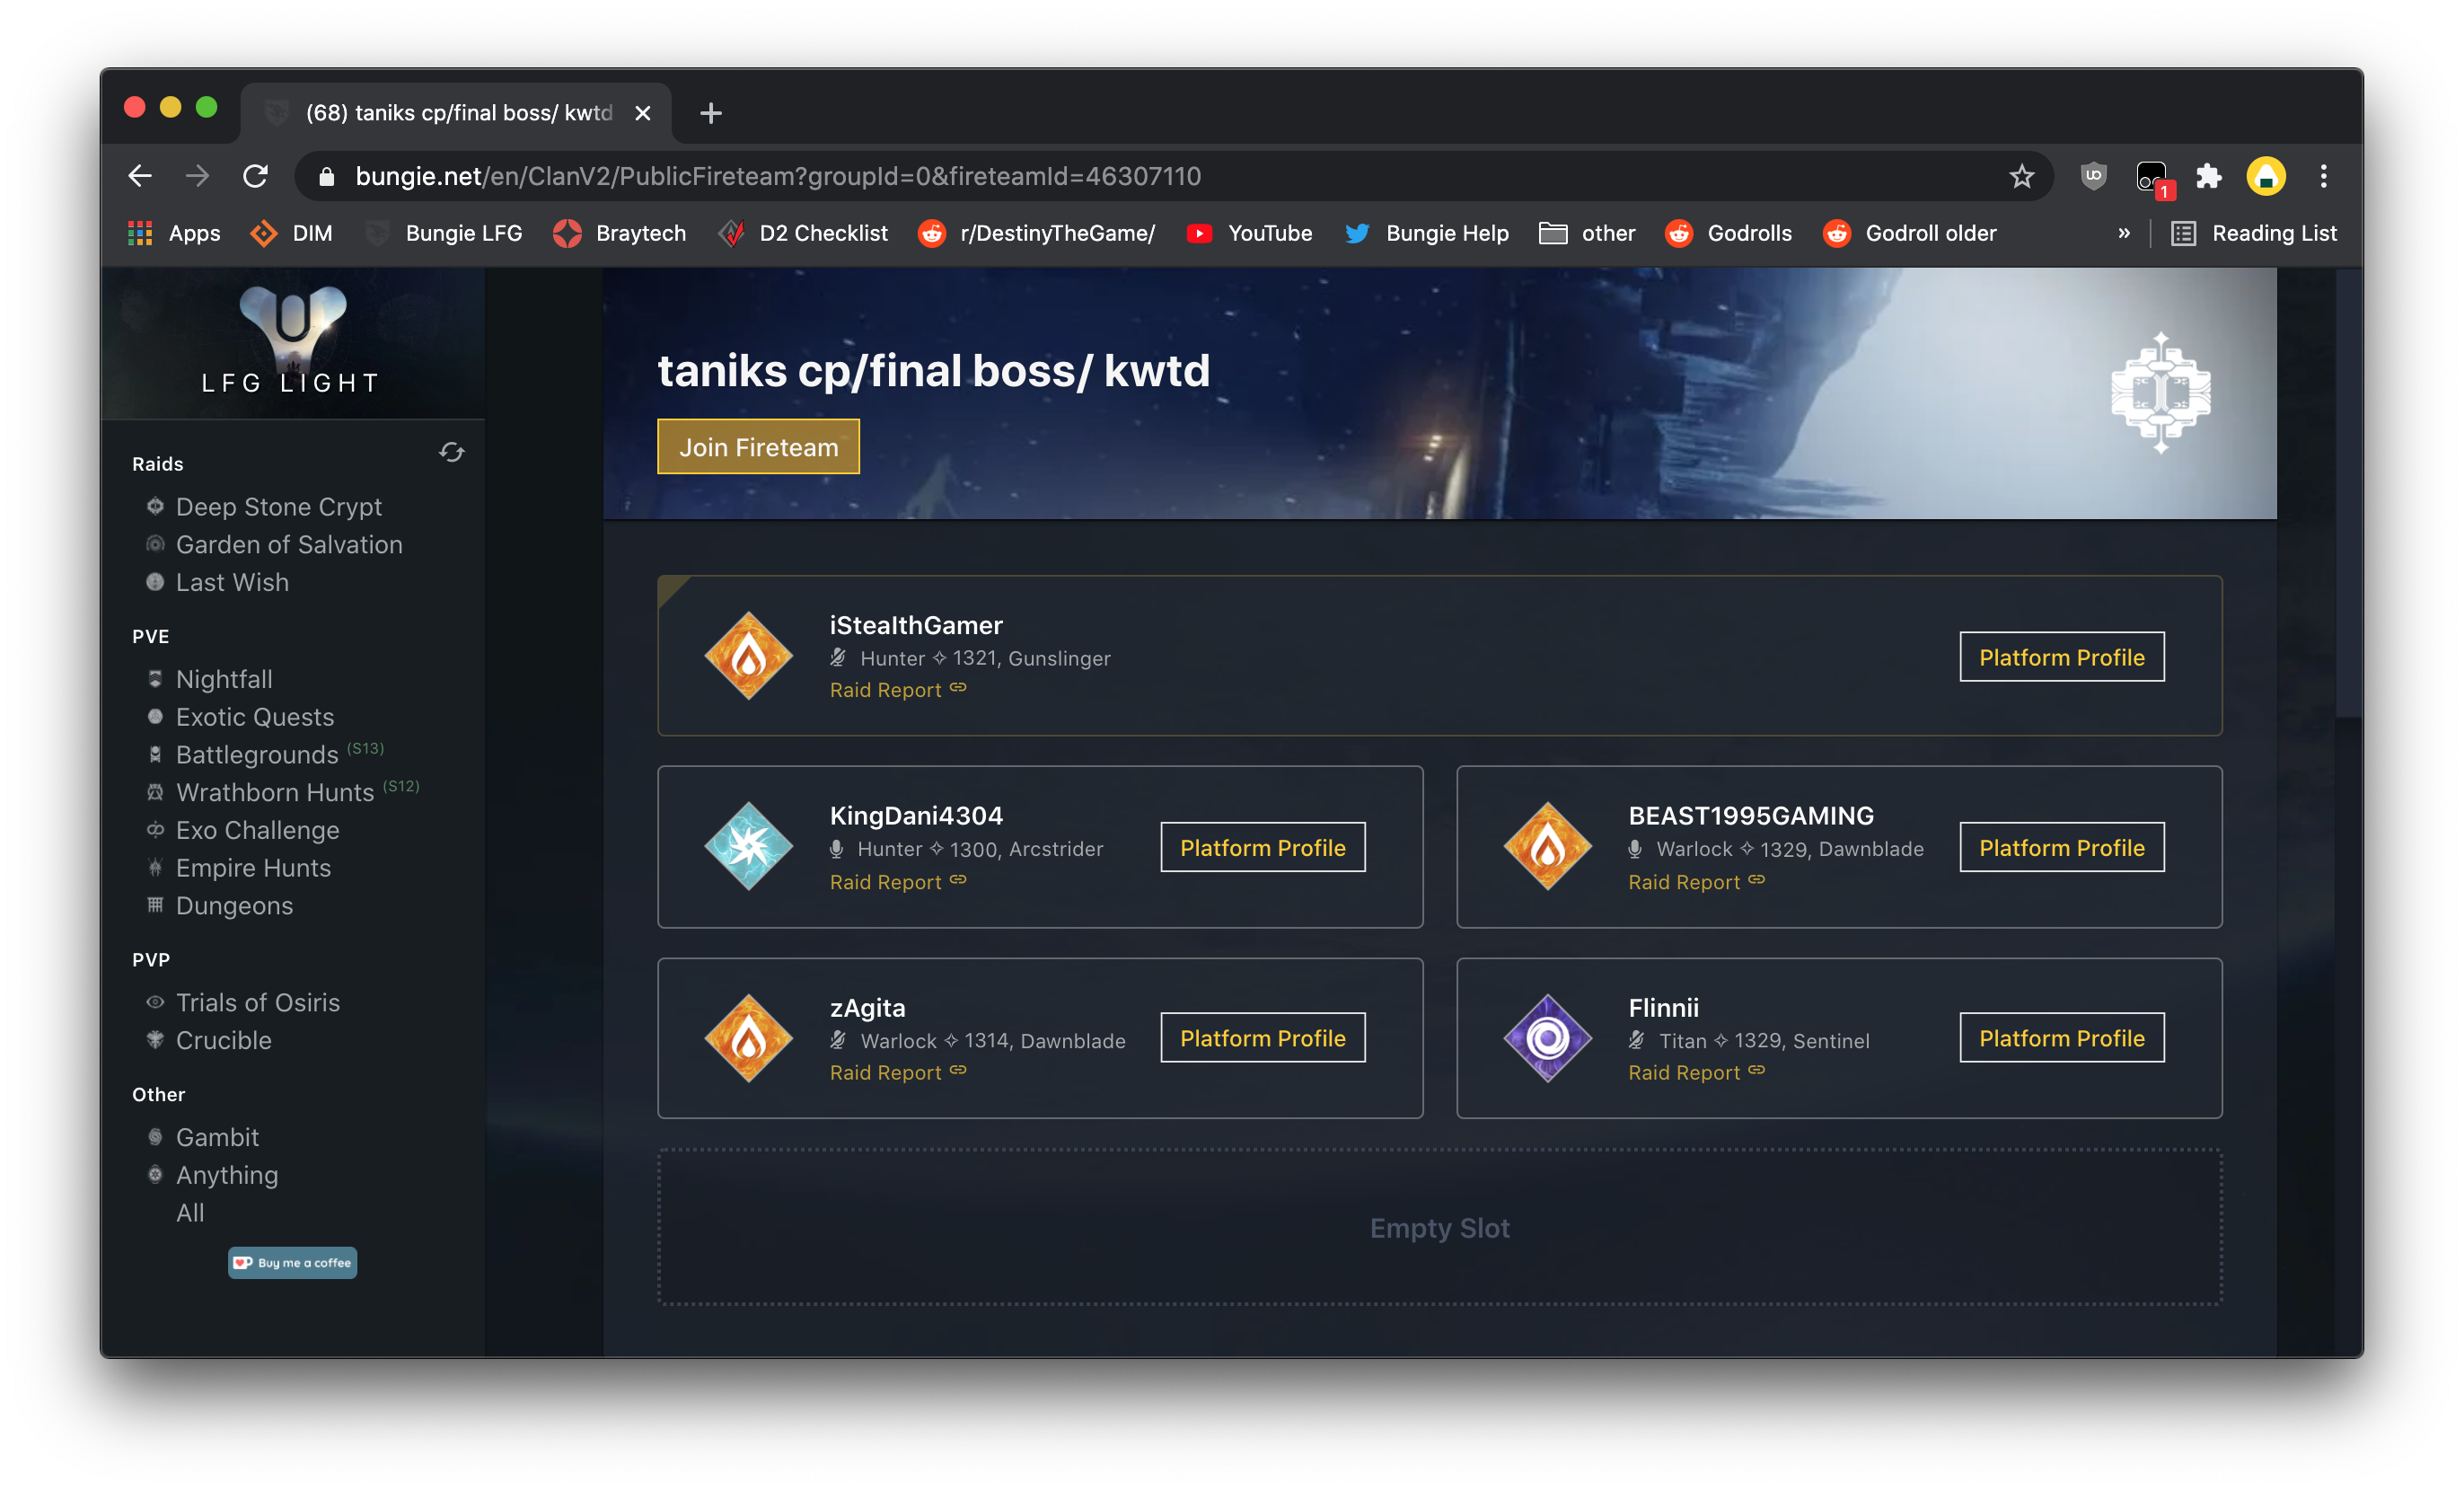 (68) taniks cp/final boss/ kwtd
bungie.net/en/ClanV2/PublicFireteam?groupId=0&fireteamId=46307110
1
Apps DIM Bungie LFG Braytech D2 Checklist r/DestinyTheGame/ YouTube Bungie Help other Godrolls Godroll older » Reading List
LFG LIGHT
Raids
Deep Stone Crypt
Garden of Salvation
Last Wish
PVE
Nightfall
Exotic Quests
Battlegrounds (S13)
Wrathborn Hunts (S12)
Exo Challenge
Empire Hunts
Dungeons
PVP
Trials of Osiris
Crucible
Other
Gambit
Anything
All
Buy me a coffee
taniks cp/final boss/ kwtd
Join Fireteam
iStealthGamer
Hunter ✧ 1321, Gunslinger
Raid Report
Platform Profile
KingDani4304
Hunter ✧ 1300, Arcstrider
Raid Report
Platform Profile
BEAST1995GAMING
Warlock ✧ 1329, Dawnblade
Raid Report
Platform Profile
zAgita
Warlock ✧ 1314, Dawnblade
Raid Report
Platform Profile
Flinnii
Titan ✧ 1329, Sentinel
Raid Report
Platform Profile
Empty Slot